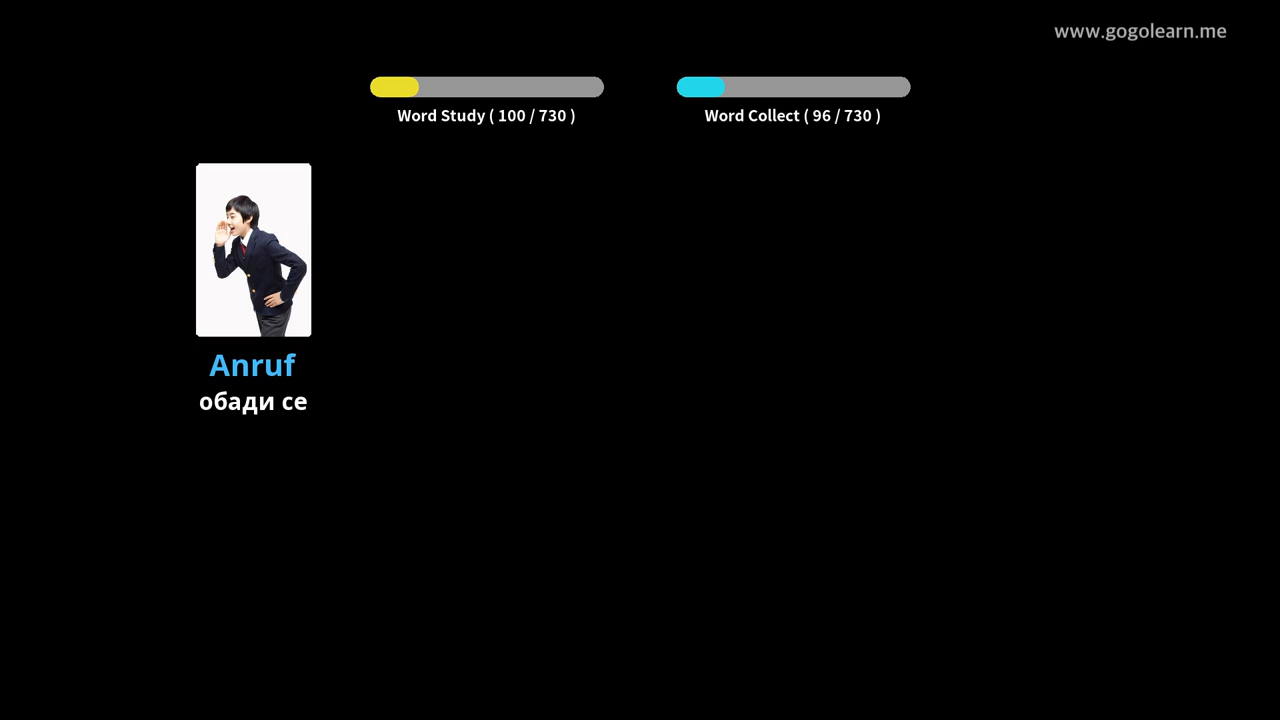 www.gogolearn.me
Word Study ( 100 / 730 )
Word Collect ( 96 / 730 )
Anruf
обади се